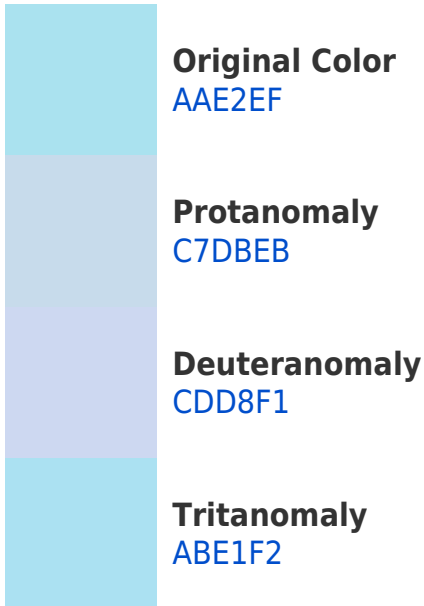 Original Color
AAE2EF
Protanomaly
C7DBEB
Deuteranomaly
CDD8F1
Tritanomaly
ABE1F2